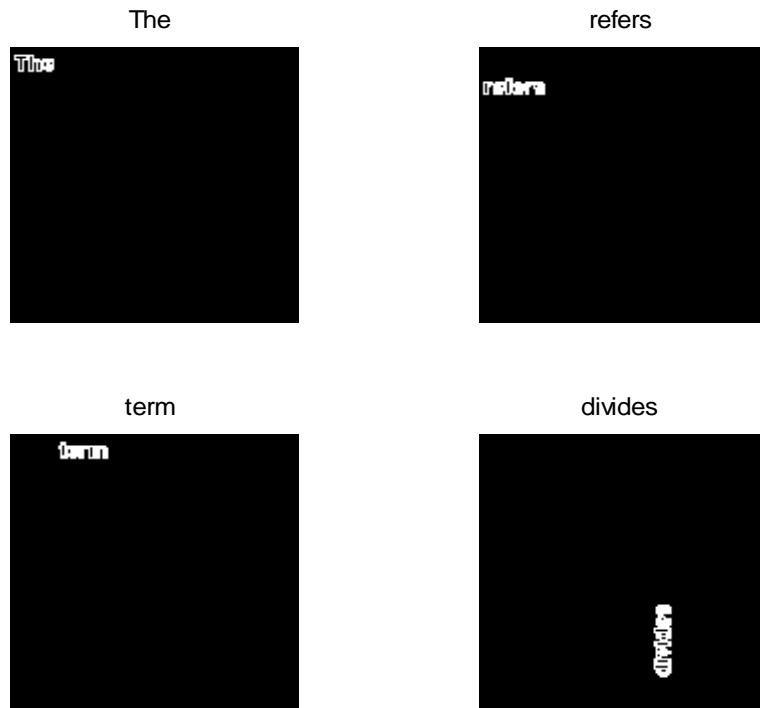 The
refers
The
refers
term
divides
term
divides